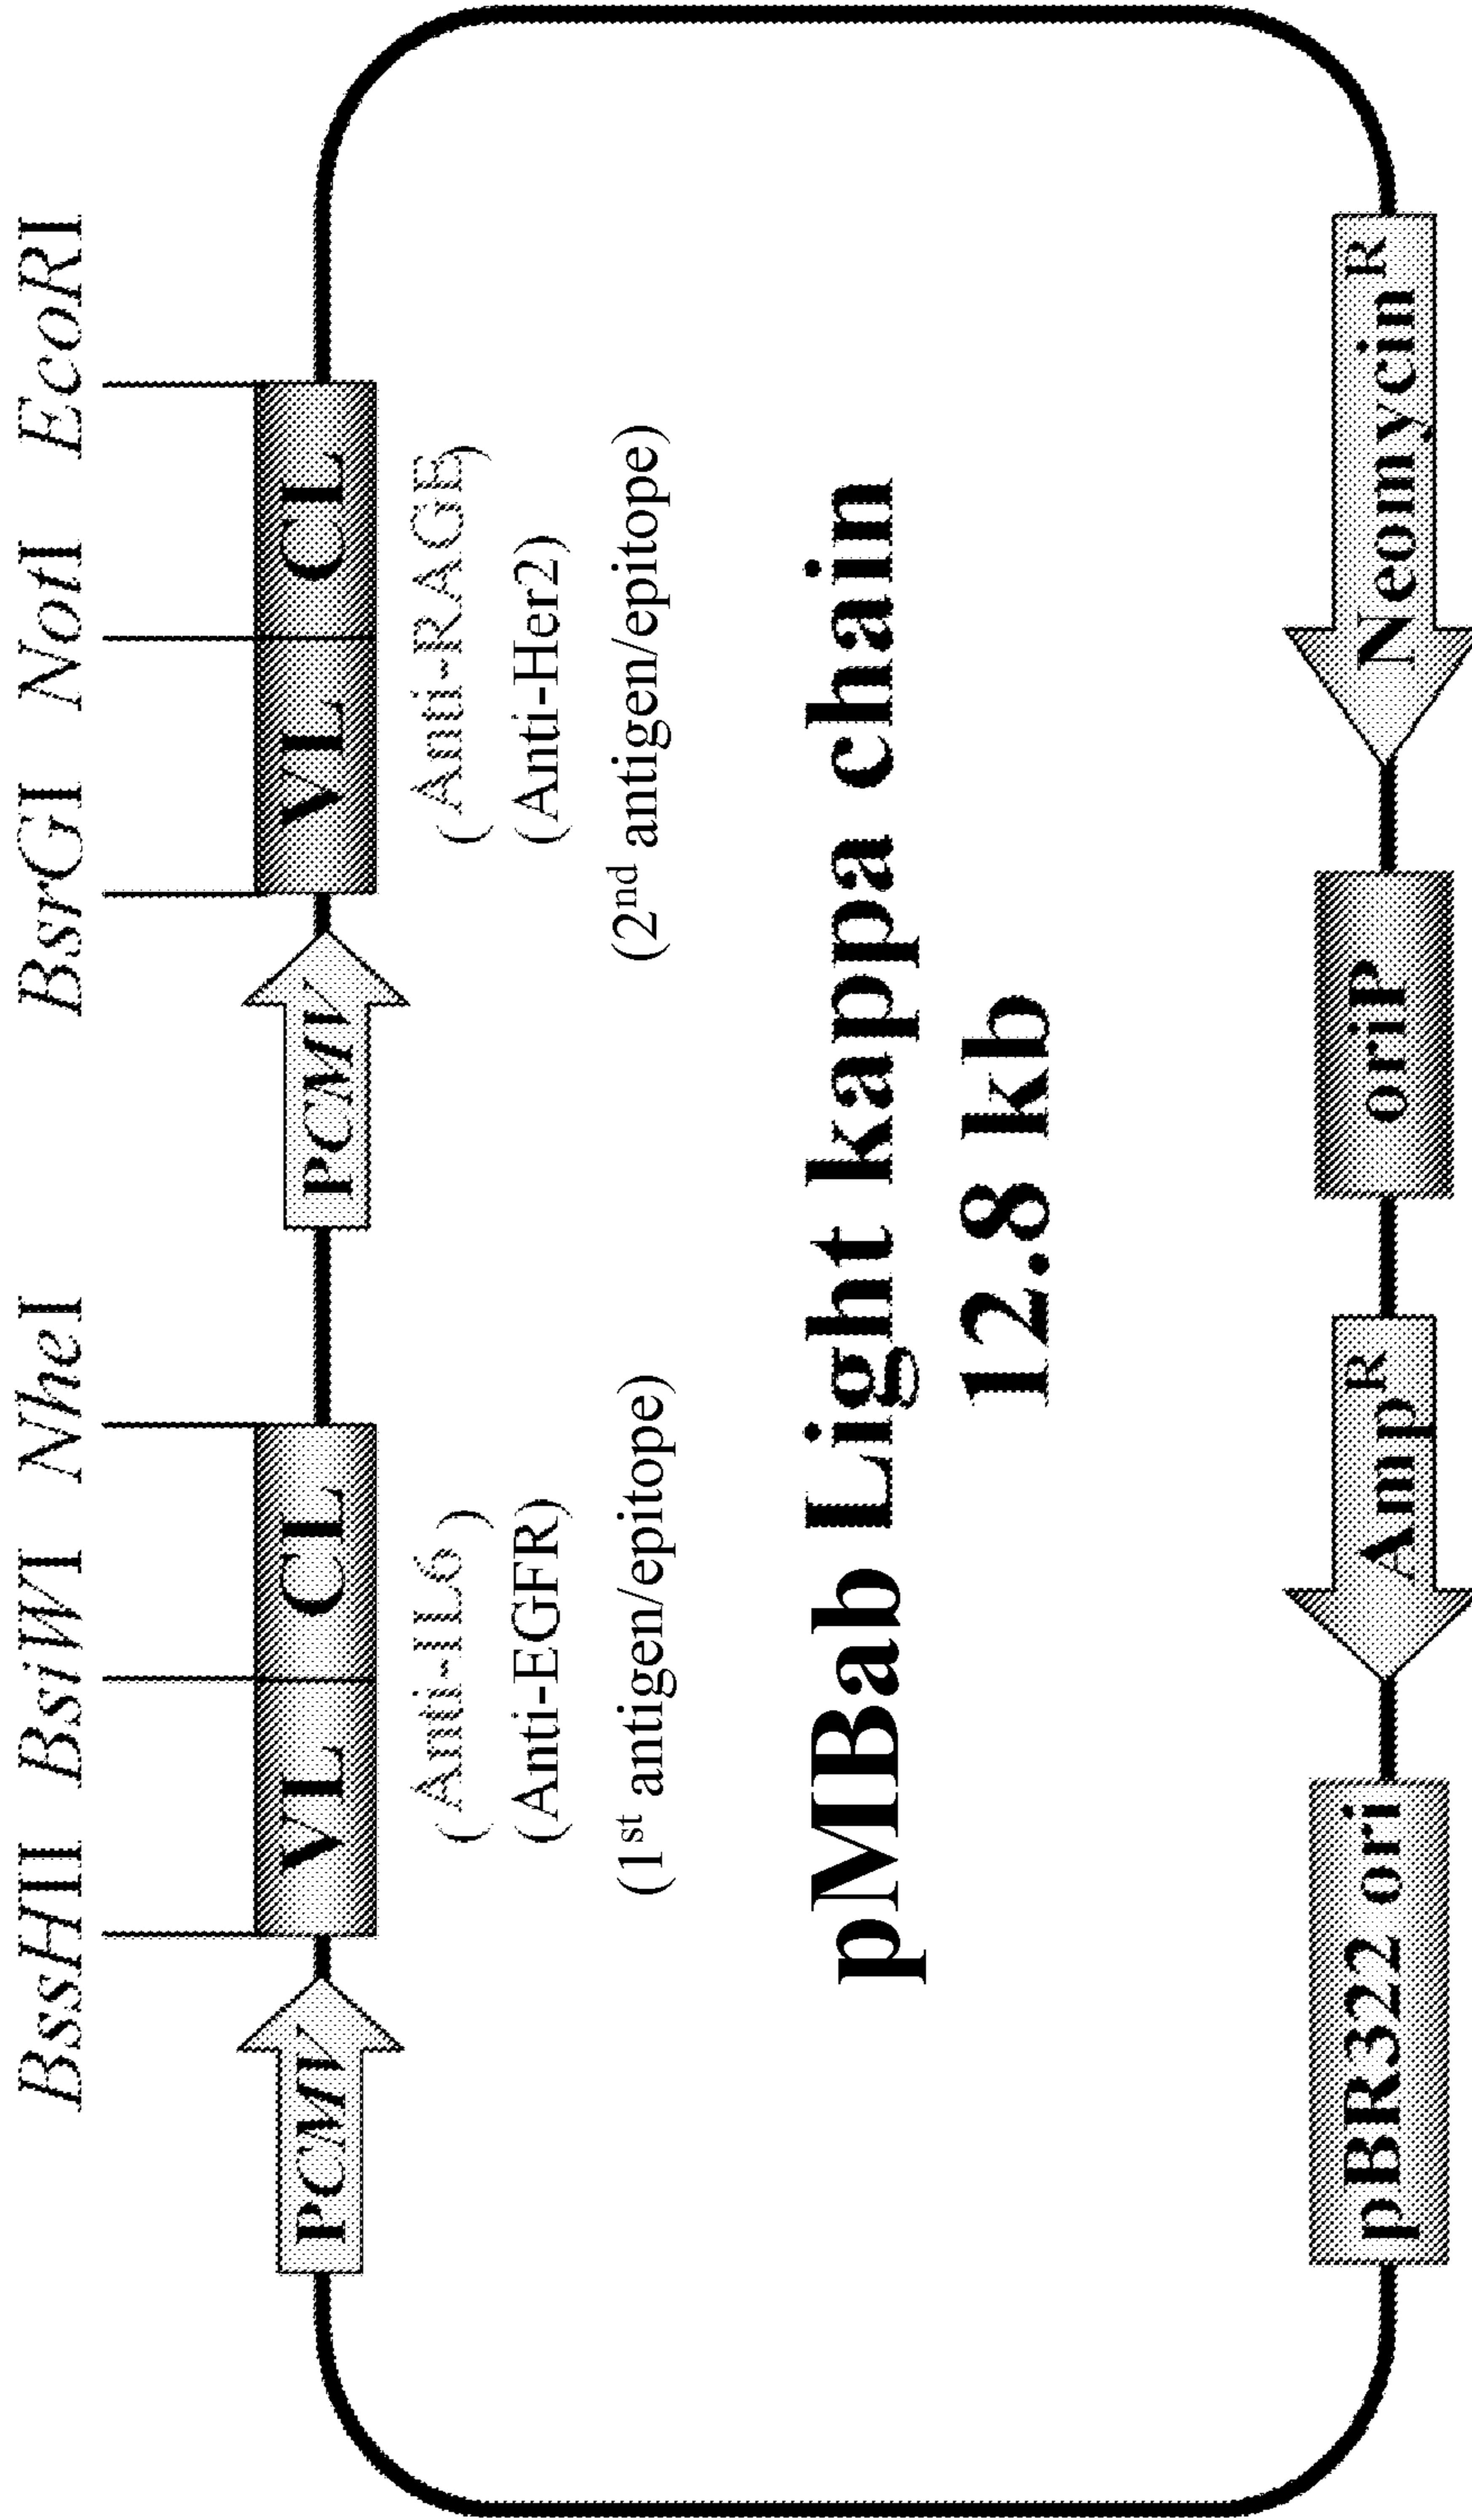 BssHII BsiWI NheI BsrGI NotI EcoRI
PCMV VL CL PCMV VL CL
(Anti-IL6) (Anti-RAGE)
(Anti-EGFR) (Anti-Her2)
(1st antigen/epitope) (2nd antigen/epitope)
pMBab Light kappa chain
12.8 kb
pBR322 ori AmpR oriP NeomycinR